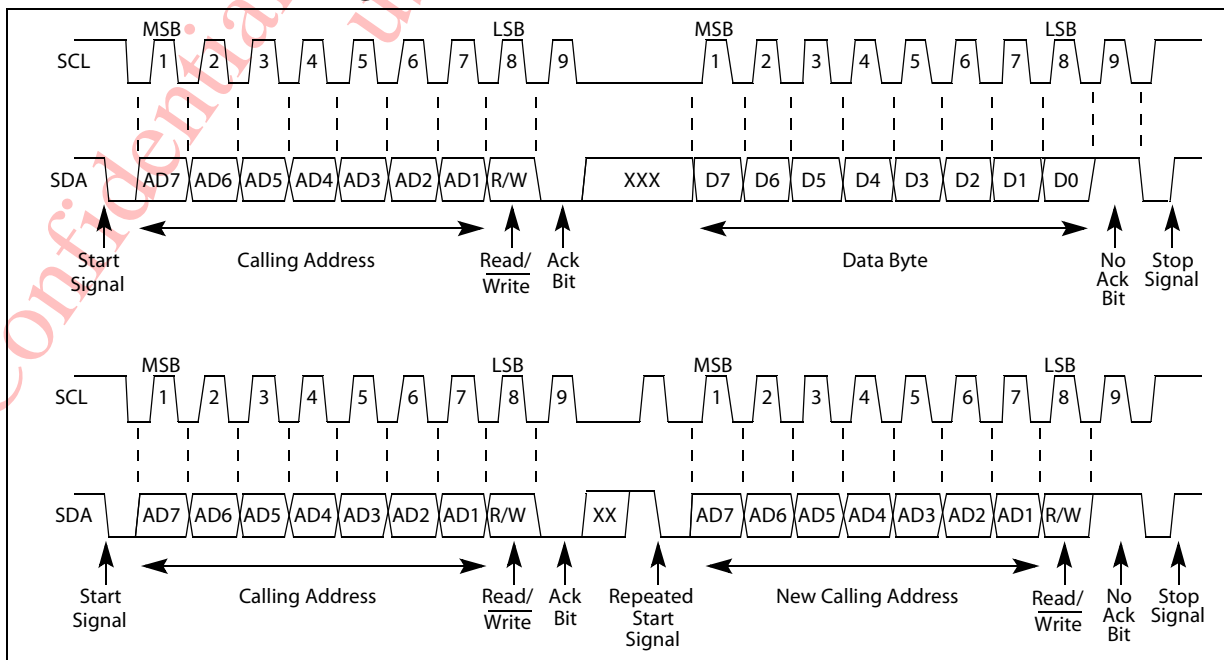 Confidential
MSB LSB MSB LSB
SCL 1 2 3 4 5 6 7 8 9 1 2 3 4 5 6 7 8 9
SDA AD7 AD6 AD5 AD4 AD3 AD2 AD1 R/W XXX D7 D6 D5 D4 D3 D2 D1 D0
Start Signal
Calling Address
Read/Write
Ack Bit
Data Byte
No Ack Bit
Stop Signal
MSB LSB MSB LSB
SCL 1 2 3 4 5 6 7 8 9 1 2 3 4 5 6 7 8 9
SDA AD7 AD6 AD5 AD4 AD3 AD2 AD1 R/W XX AD7 AD6 AD5 AD4 AD3 AD2 AD1 R/W
Start Signal
Calling Address
Read/Write
Ack Bit
Repeated Start Signal
New Calling Address
Read/Write
No Ack Bit
Stop Signal